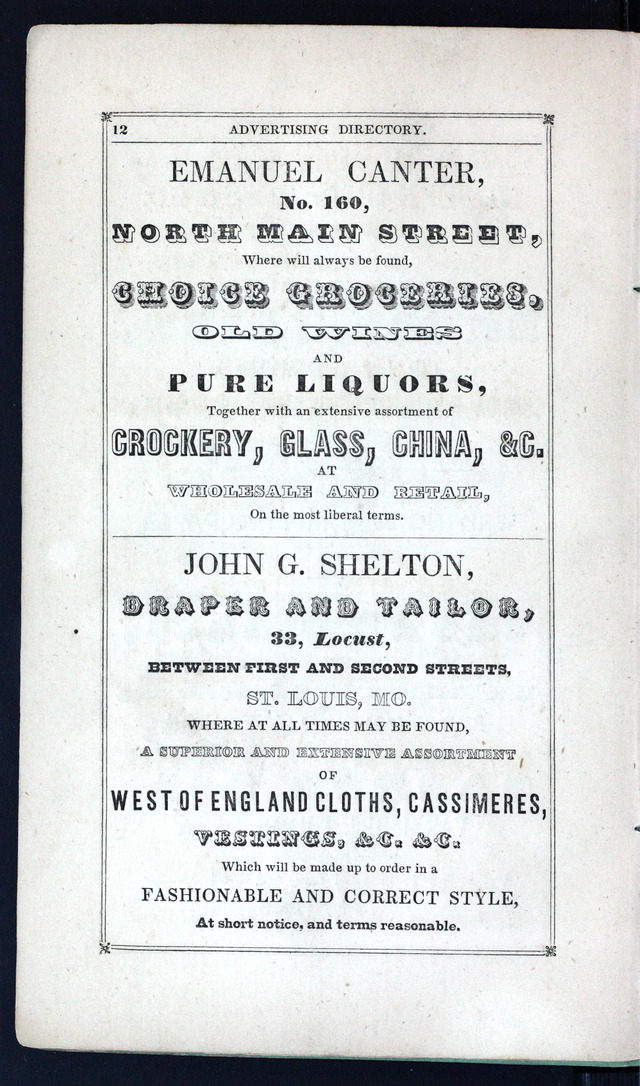 12 ADVERTISING DIRECTORY.
EMANUEL CANTER,
No. 160,
NORTH MAIN STREET,
Where will always be found,
CHOICE GROCERIES,
OLD WINES
AND
PURE LIQUORS,
Together with an extensive assortment of
CROCKERY, GLASS, CHINA, &C.
AT
WHOLESALE AND RETAIL,
On the most liberal terms.
JOHN G. SHELTON,
DRAPER AND TAILOR,
33, Locust,
BETWEEN FIRST AND SECOND STREETS,
ST. LOUIS, MO.
WHERE AT ALL TIMES MAY BE FOUND,
A SUPERIOR AND EXTENSIVE ASSORTMENT
OF
WEST OF ENGLAND CLOTHS, CASSIMERES,
VESTINGS, &C. &C.
Which will be made up to order in a
FASHIONABLE AND CORRECT STYLE,
At short notice, and terms reasonable.